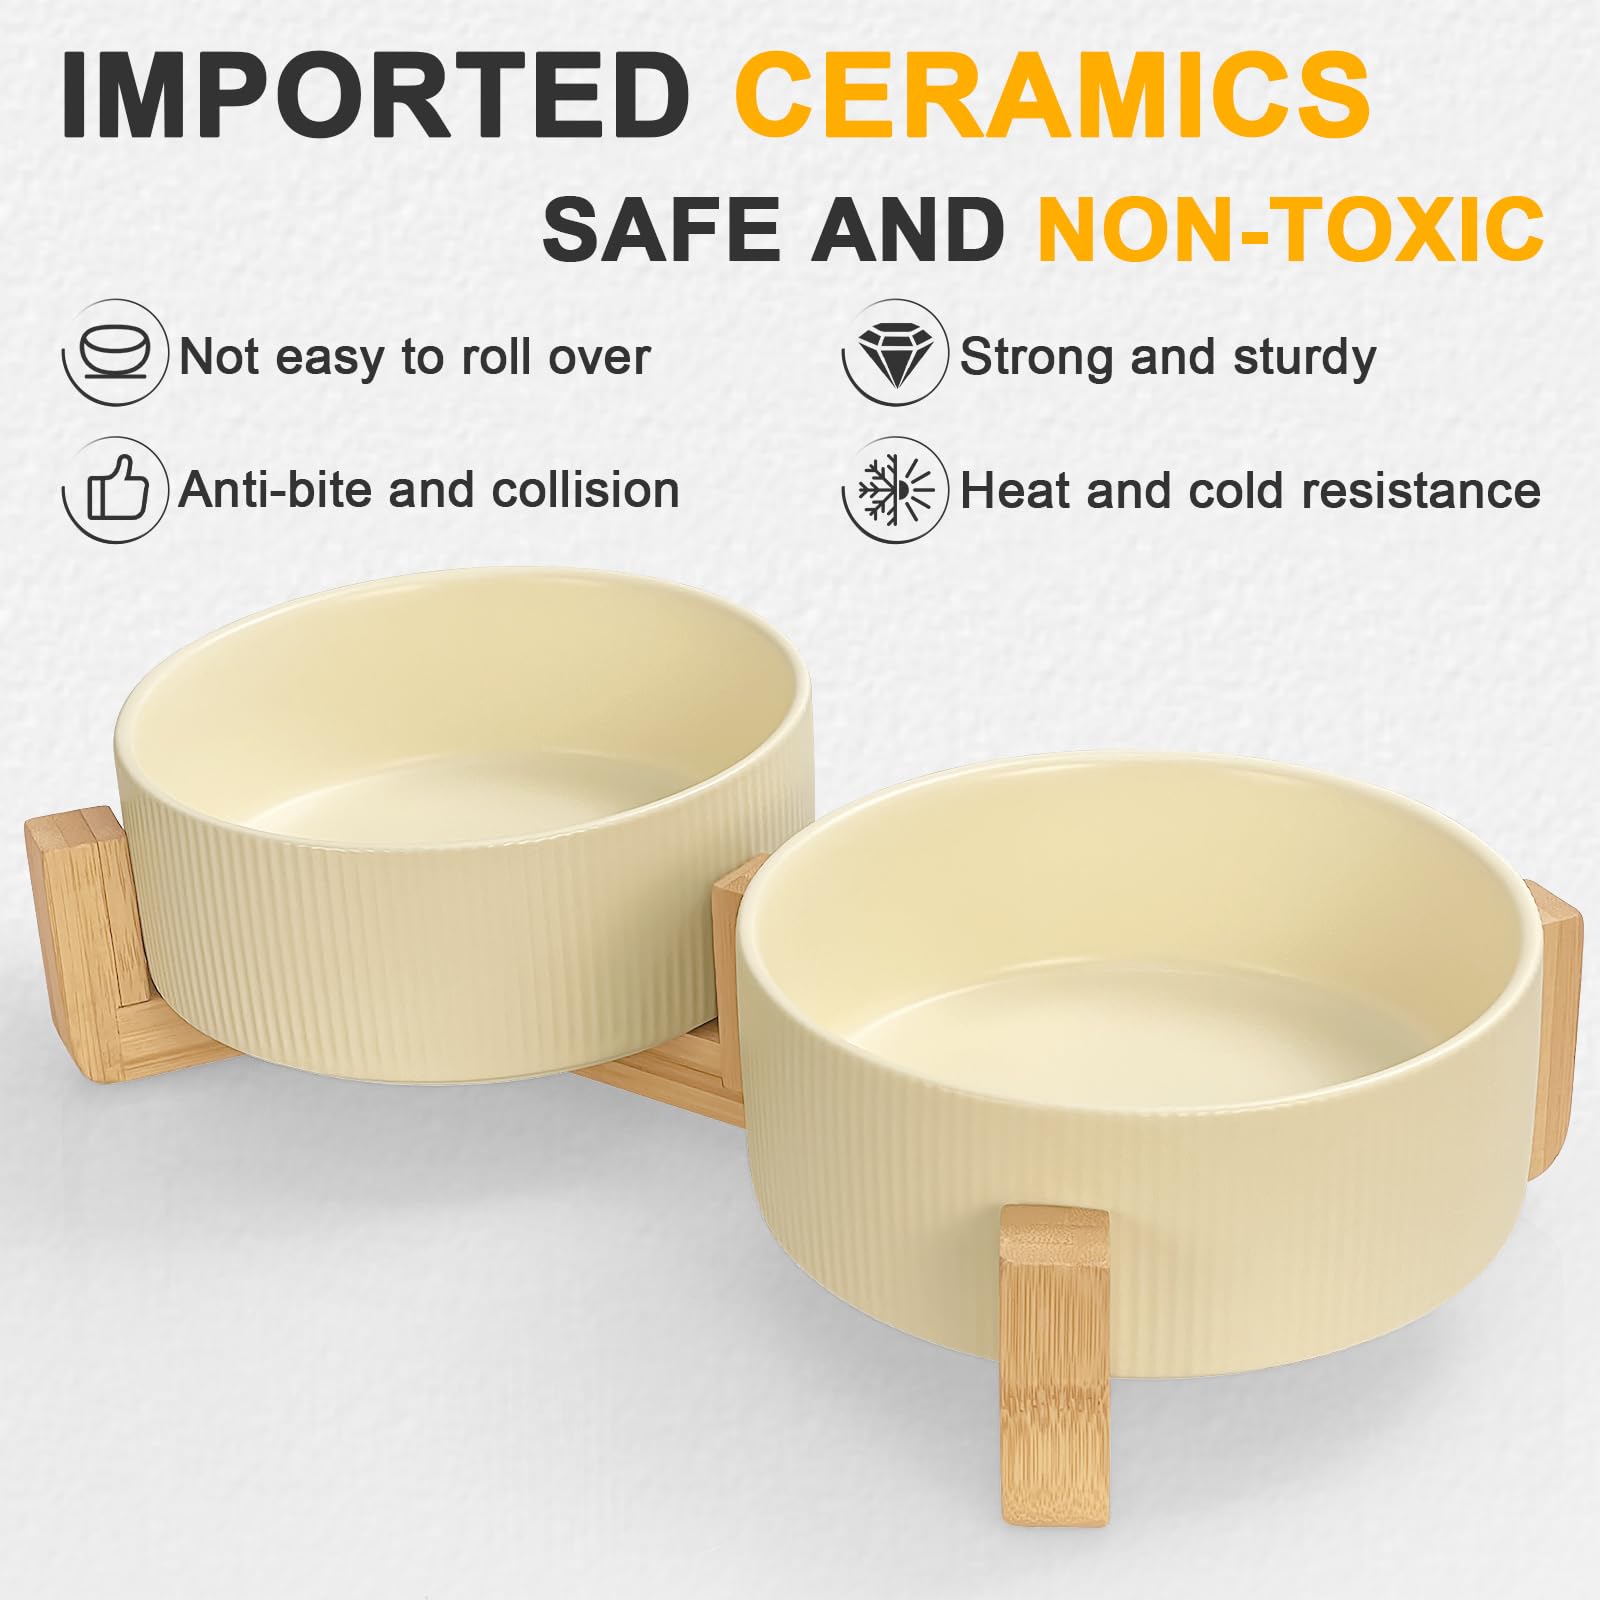 IMPORTED CERAMICS
SAFE AND NON-TOXIC
Not easy to roll over
Strong and sturdy
Anti-bite and collision
Heat and cold resistance